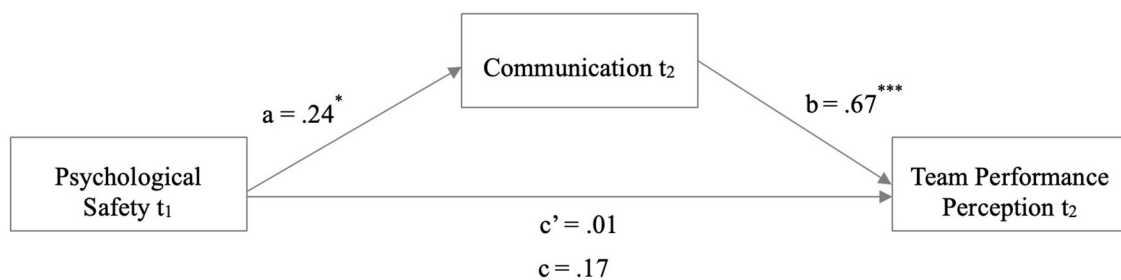 Communication t₂
a = .24*
b = .67***
Psychological
Safety t₁
Team Performance
Perception t₂
c’ = .01
c = .17